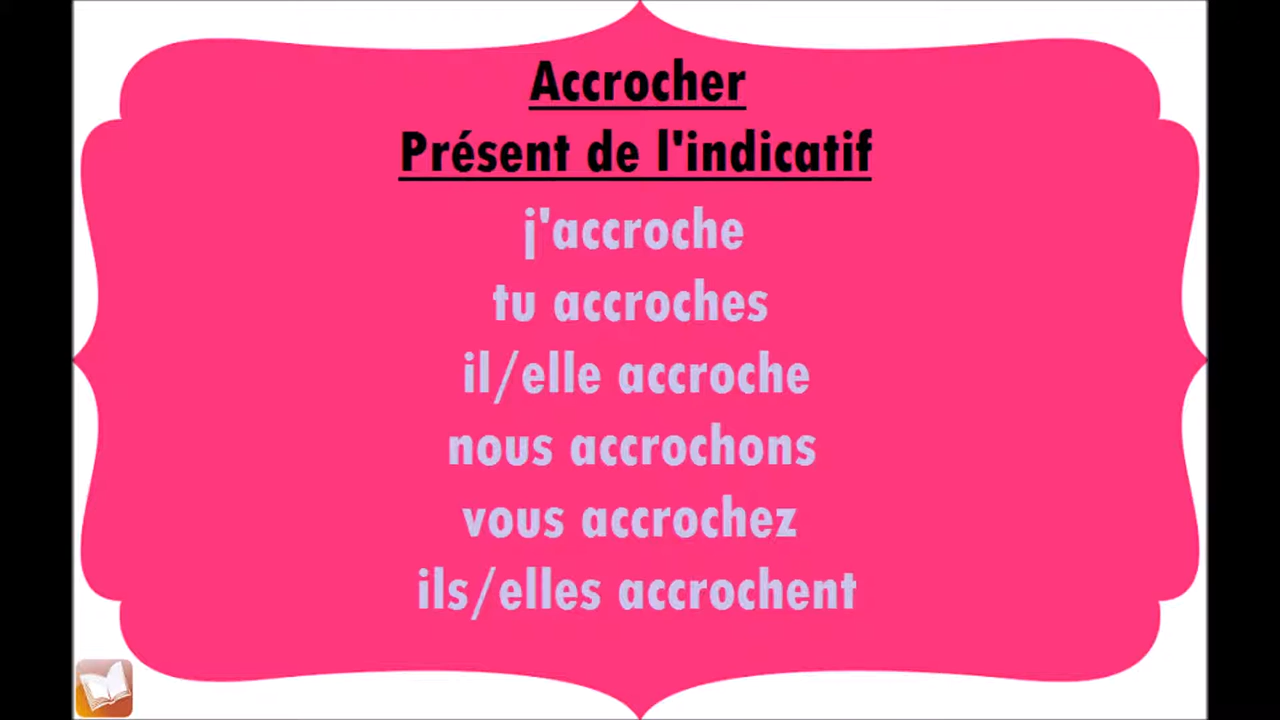 Accrocher
Présent de l'indicatif
j'accroche
tu accroches
il/elle accroche
nous accrochons
vous accrochez
ils/elles accrochent